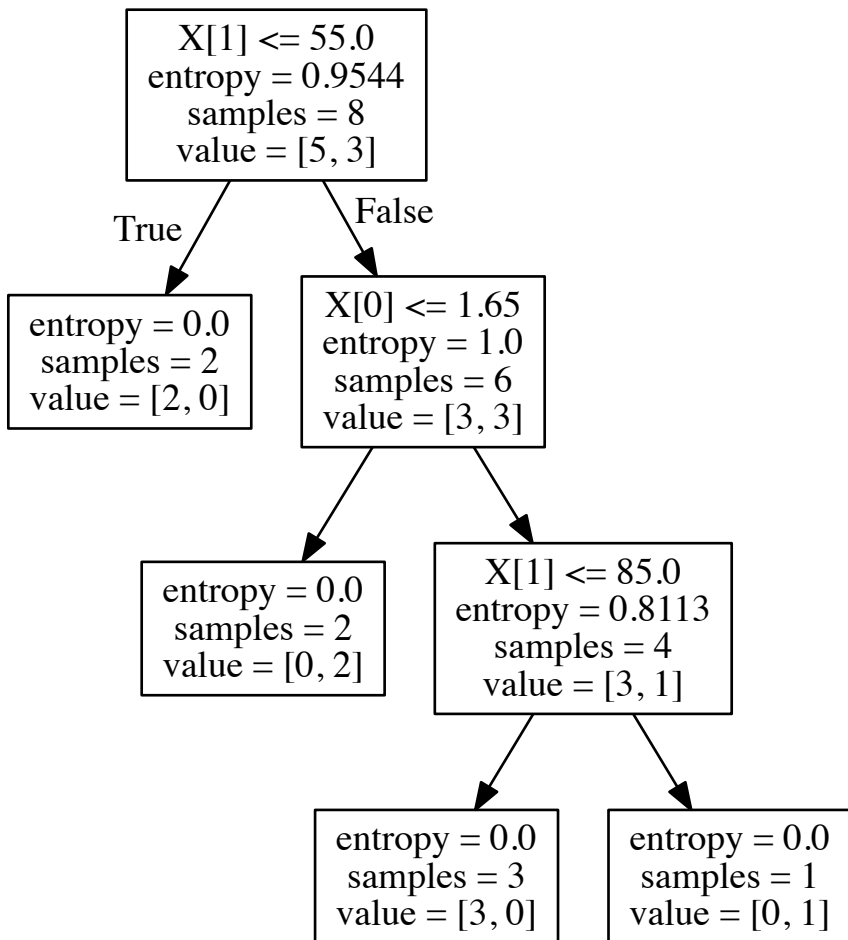 X[1] <= 55.0
entropy = 0.9544
samples = 8
value = [5, 3]
True
False
entropy = 0.0
samples = 2
value = [2, 0]
X[0] <= 1.65
entropy = 1.0
samples = 6
value = [3, 3]
entropy = 0.0
samples = 2
value = [0, 2]
X[1] <= 85.0
entropy = 0.8113
samples = 4
value = [3, 1]
entropy = 0.0
samples = 3
value = [3, 0]
entropy = 0.0
samples = 1
value = [0, 1]